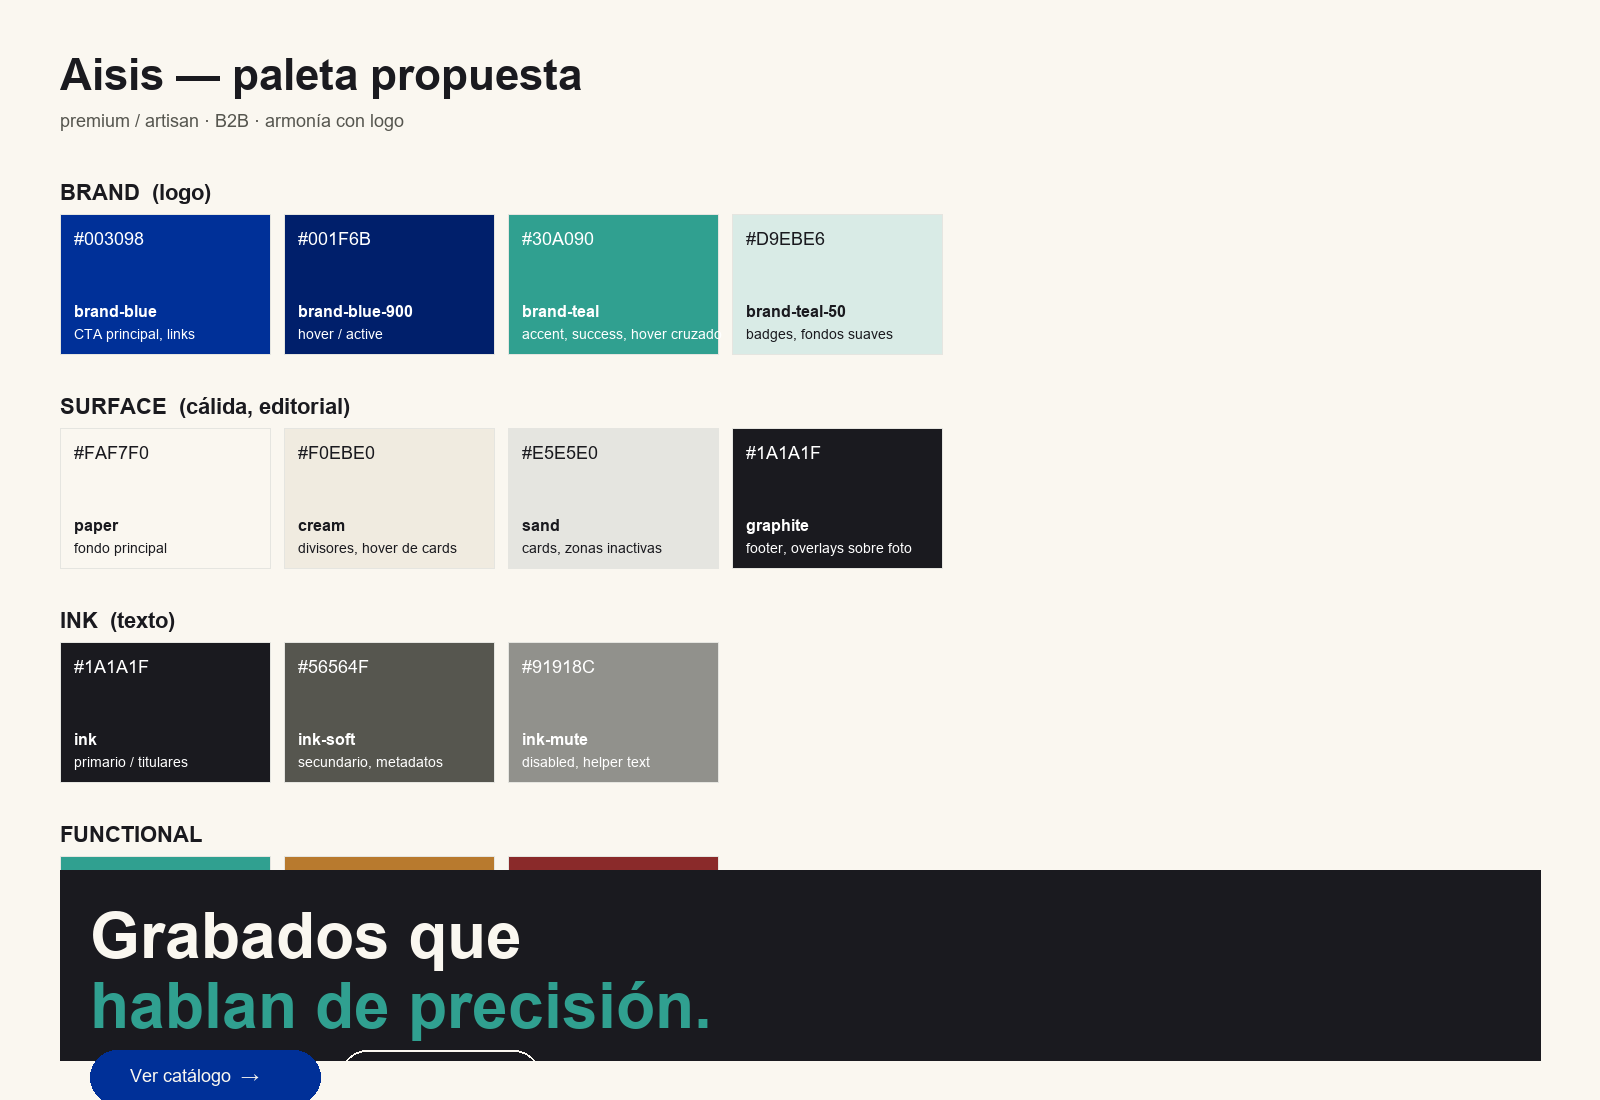 Aisis — paleta propuesta
premium / artisan · B2B · armonía con logo
BRAND (logo)
#003098
brand-blue
CTA principal, links
#001F6B
brand-blue-900
hover / active
#30A090
brand-teal
accent, success, hover cruzado
#D9EBE6
brand-teal-50
badges, fondos suaves
SURFACE (cálida, editorial)
#FAF7F0
paper
fondo principal
#F0EBE0
cream
divisores, hover de cards
#E5E5E0
sand
cards, zonas inactivas
#1A1A1F
graphite
footer, overlays sobre foto
INK (texto)
#1A1A1F
ink
primario / titulares
#56564F
ink-soft
secundario, metadatos
#91918C
ink-mute
disabled, helper text
FUNCTIONAL
Grabados que
hablan de precisión.
Ver catálogo →